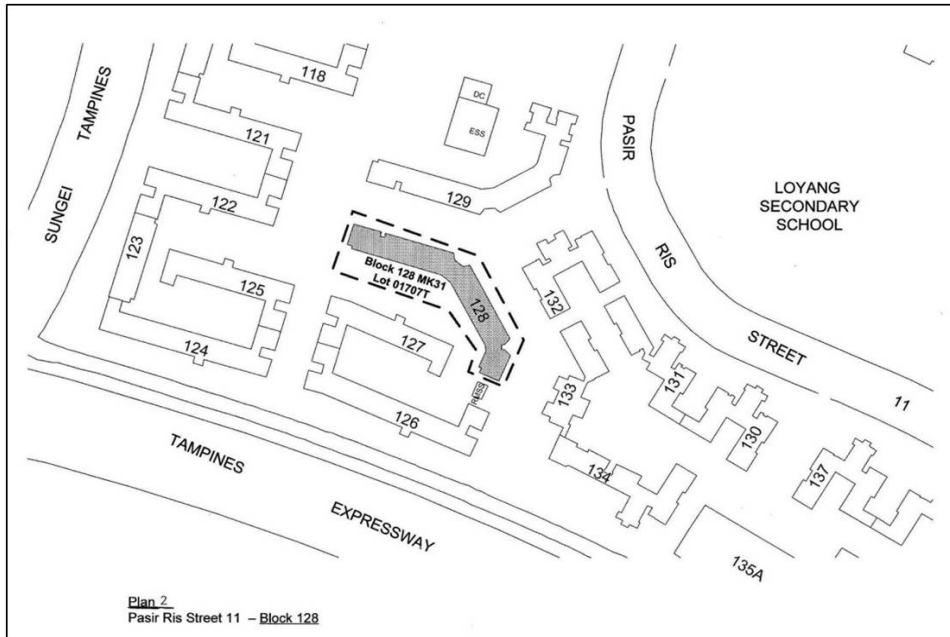 118
TAMPINES
SUNGEI
121
122
123
125
124
DC
ESS
129
Block 128 MK31
Lot 01707T
128
127
126
PASIR
RIS
STREET
11
LOYANG
SECONDARY
SCHOOL
132
133
131
130
134
137
135A
TAMPINES
EXPRESSWAY
Plan 2
Pasir Ris Street 11 – Block 128